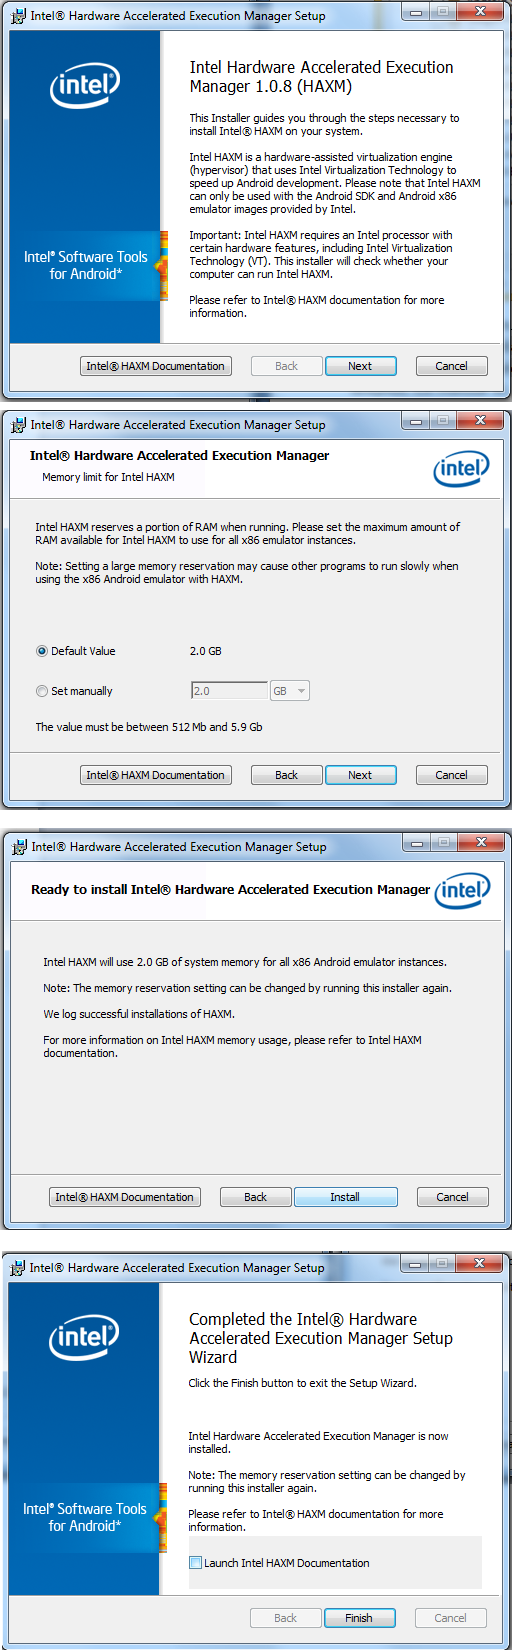 Intel® Hardware Accelerated Execution Manager Setup
intel
Intel Hardware Accelerated Execution
Manager 1.0.8 (HAXM)
This Installer guides you through the steps necessary to
install Intel® HAXM on your system.
Intel HAXM is a hardware-assisted virtualization engine
(hypervisor) that uses Intel Virtualization Technology to
speed up Android development. Please note that Intel HAXM
can only be used with the Android SDK and Android x86
emulator images provided by Intel.
Important: Intel HAXM requires an Intel processor with
certain hardware features, including Intel Virtualization
Technology (VT). This installer will check whether your
computer can run Intel HAXM.
Please refer to Intel® HAXM documentation for more
information.
Intel® Software Tools
for Android*
Intel® HAXM Documentation
Back
Next
Cancel
Intel® Hardware Accelerated Execution Manager Setup
Intel® Hardware Accelerated Execution Manager
Memory limit for Intel HAXM
intel
Intel HAXM reserves a portion of RAM when running. Please set the maximum amount of
RAM available for Intel HAXM to use for all x86 emulator instances.
Note: Setting a large memory reservation may cause other programs to run slowly when
using the x86 Android emulator with HAXM.
Default Value 2.0 GB
Set manually 2.0 GB
The value must be between 512 Mb and 5.9 Gb
Intel® HAXM Documentation
Back
Next
Cancel
Intel® Hardware Accelerated Execution Manager Setup
Ready to install Intel® Hardware Accelerated Execution Manager
intel
Intel HAXM will use 2.0 GB of system memory for all x86 Android emulator instances.
Note: The memory reservation setting can be changed by running this installer again.
We log successful installations of HAXM.
For more information on Intel HAXM memory usage, please refer to Intel HAXM
documentation.
Intel® HAXM Documentation
Back
Install
Cancel
Intel® Hardware Accelerated Execution Manager Setup
intel
Completed the Intel® Hardware
Accelerated Execution Manager Setup
Wizard
Click the Finish button to exit the Setup Wizard.
Intel Hardware Accelerated Execution Manager is now
installed.
Note: The memory reservation setting can be changed by
running this installer again.
Please refer to Intel® HAXM documentation for more
information.
Intel® Software Tools
for Android*
Launch Intel HAXM Documentation
Back
Finish
Cancel